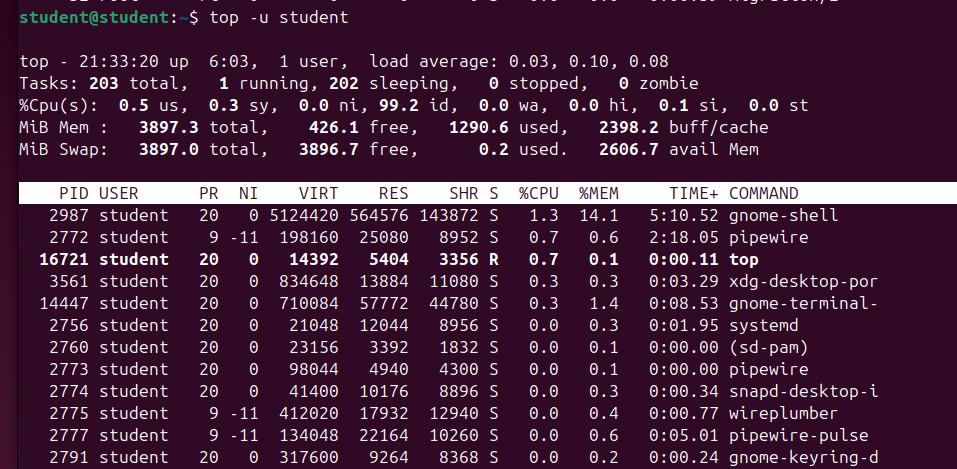 student@student:~$ top -u student
top - 21:33:20 up  6:03,  1 user,  load average: 0.03, 0.10, 0.08
Tasks: 203 total,   1 running, 202 sleeping,   0 stopped,   0 zombie
%Cpu(s):  0.5 us,  0.3 sy,  0.0 ni, 99.2 id,  0.0 wa,  0.0 hi,  0.1 si,  0.0 st
MiB Mem :   3897.3 total,    426.1 free,   1290.6 used,   2398.2 buff/cache
MiB Swap:   3897.0 total,   3896.7 free,      0.2 used.   2606.7 avail Mem
    PID USER      PR  NI    VIRT    RES    SHR S  %CPU  %MEM     TIME+ COMMAND
   2987 student   20   0 5124420 564576 143872 S   1.3  14.1   5:10.52 gnome-shell
   2772 student    9 -11  198160  25080   8952 S   0.7   0.6   2:18.05 pipewire
  16721 student   20   0   14392   5404   3356 R   0.7   0.1   0:00.11 top
   3561 student   20   0  834648  13884  11080 S   0.3   0.3   0:03.29 xdg-desktop-por
  14447 student   20   0  710084  57772  44780 S   0.3   1.4   0:08.53 gnome-terminal-
   2756 student   20   0   21048  12044   8956 S   0.0   0.3   0:01.95 systemd
   2760 student   20   0   23156   3392   1832 S   0.0   0.1   0:00.00 (sd-pam)
   2773 student   20   0   98044   4940   4300 S   0.0   0.1   0:00.00 pipewire
   2774 student   20   0   41400  10176   8896 S   0.0   0.3   0:00.34 snapd-desktop-i
   2775 student    9 -11  412020  17932  12940 S   0.0   0.4   0:00.77 wireplumber
   2777 student    9 -11  134048  22164  10260 S   0.0   0.6   0:05.01 pipewire-pulse
   2791 student   20   0  317600   9264   8368 S   0.0   0.2   0:00.24 gnome-keyring-d